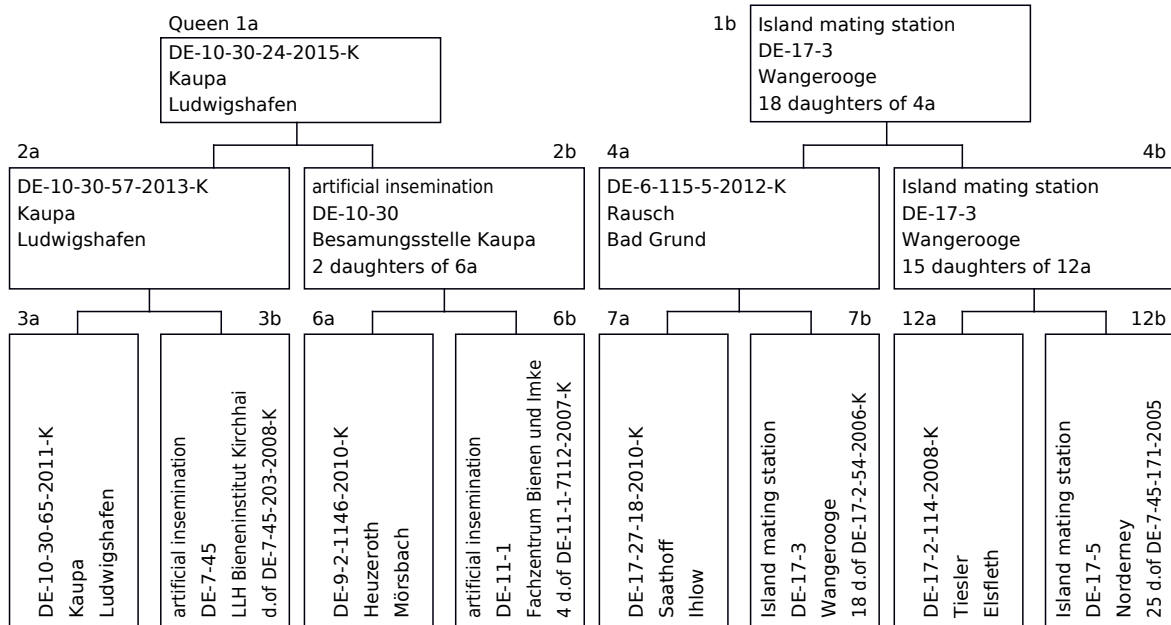 Queen 1a
DE-10-30-24-2015-K
Kaupa
Ludwigshafen
1b
Island mating station
DE-17-3
Wangerooge
18 daughters of 4a
2a
DE-10-30-57-2013-K
Kaupa
Ludwigshafen
2b
artificial insemination
DE-10-30
Besamungsstelle Kaupa
2 daughters of 6a
4a
DE-6-115-5-2012-K
Rausch
Bad Grund
4b
Island mating station
DE-17-3
Wangerooge
15 daughters of 12a
3a
DE-10-30-65-2011-K
Kaupa
Ludwigshafen
3b
artificial insemination
DE-7-45
LLH Bieneninstitut Kirchhai
d.of DE-7-45-203-2008-K
6a
DE-9-2-1146-2010-K
Heuzeroth
Mörsbach
6b
artificial insemination
DE-11-1
Fachzentrum Bienen und Imke
4 d.of DE-11-1-7112-2007-K
7a
DE-17-27-18-2010-K
Saathoff
Ihlow
7b
Island mating station
DE-17-3
Wangerooge
18 d.of DE-17-2-54-2006-K
12a
DE-17-2-114-2008-K
Tiesler
Elsfleth
12b
Island mating station
DE-17-5
Norderney
25 d.of DE-7-45-171-2005